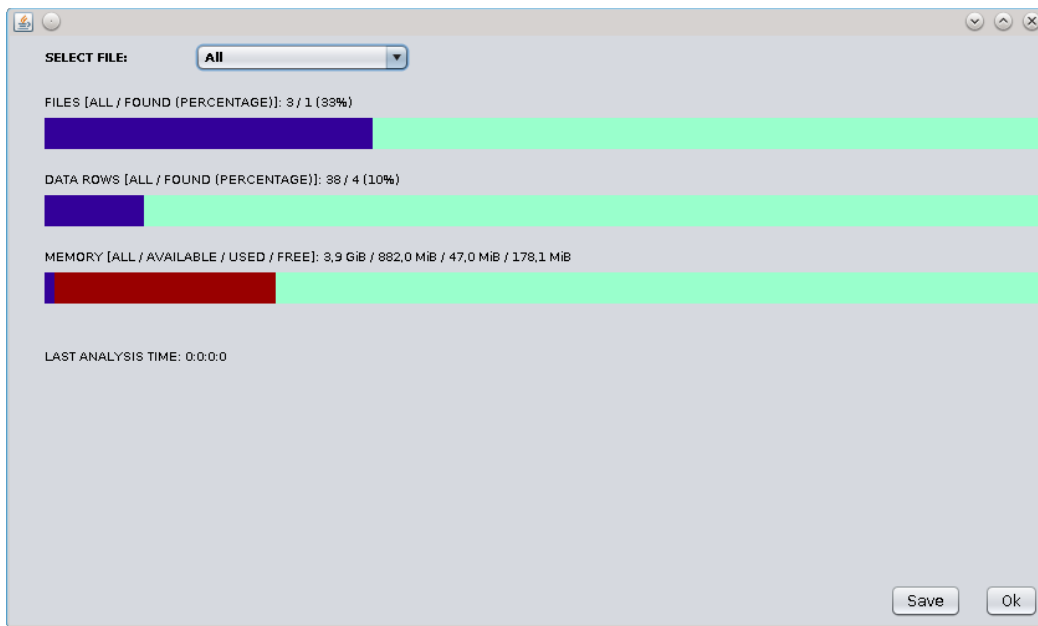 SELECT FILE: All
FILES [ALL / FOUND (PERCENTAGE)]: 3 / 1 (33%)
DATA ROWS [ALL / FOUND (PERCENTAGE)]: 38 / 4 (10%)
MEMORY [ALL / AVAILABLE / USED / FREE]: 3,9 GiB / 882,0 MiB / 47,0 MiB / 178,1 MiB
LAST ANALYSIS TIME: 0:0:0:0
Save Ok